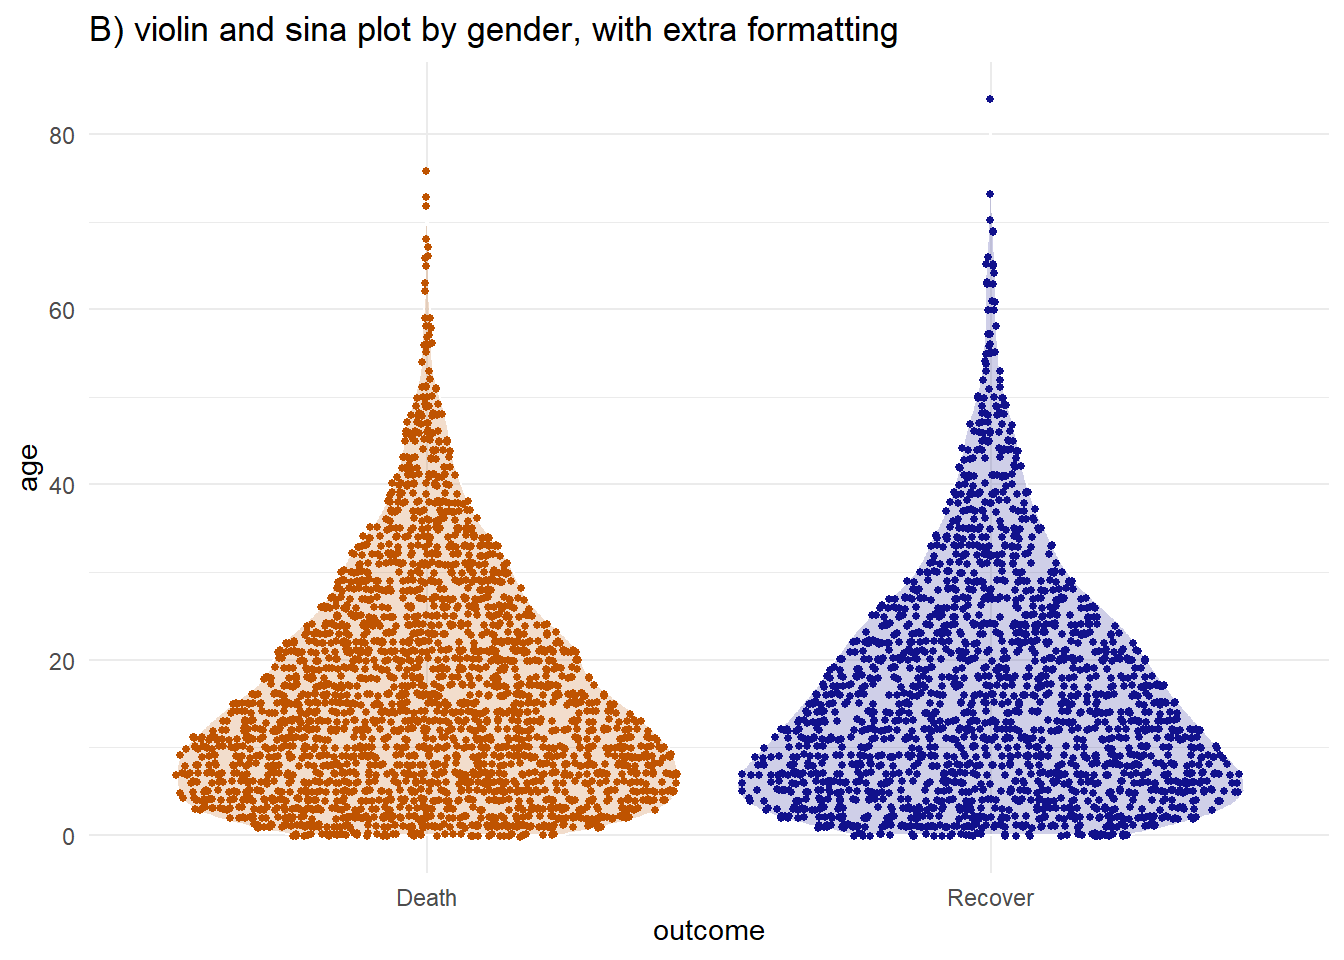 B) violin and sina plot by gender, with extra formatting
80
60
40
20
0
age
Death
Recover
outcome